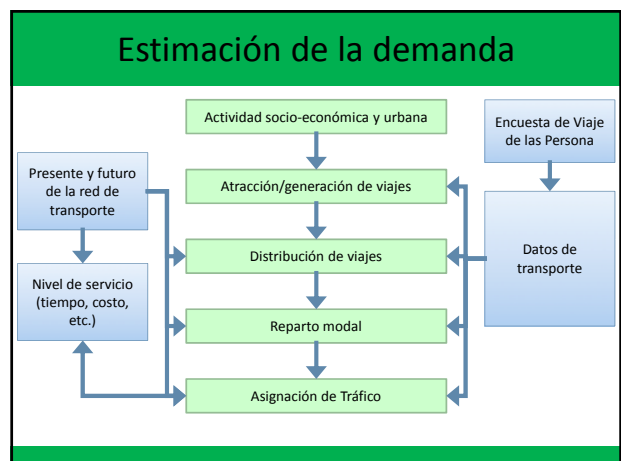 Estimación de la demanda
Actividad socio-económica y urbana
Encuesta de Viaje
de las Persona
Presente y futuro
de la red de
transporte
Atracción/generación de viajes
Distribución de viajes
Datos de
transporte
Nivel de servicio
(tiempo, costo,
etc.)
Reparto modal
Asignación de Tráfico